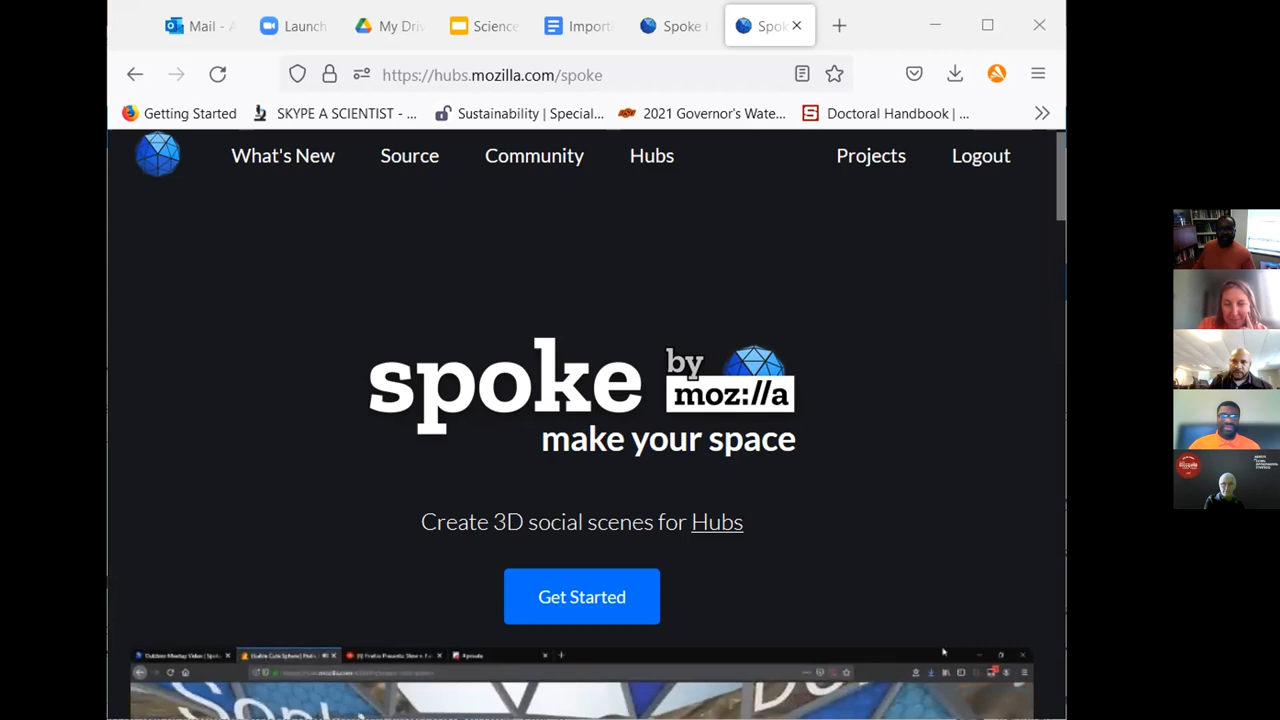 Mail - A
Launch
My Driv
Science
Import
Spoke
Spok
https://hubs.mozilla.com/spoke
Getting Started
SKYPE A SCIENTIST - ...
Sustainability | Special...
2021 Governor's Wate...
Doctoral Handbook | ...
What's New
Source
Community
Hubs
Projects
Logout
spoke by
moz://a
make your space
Create 3D social scenes for Hubs
Get Started